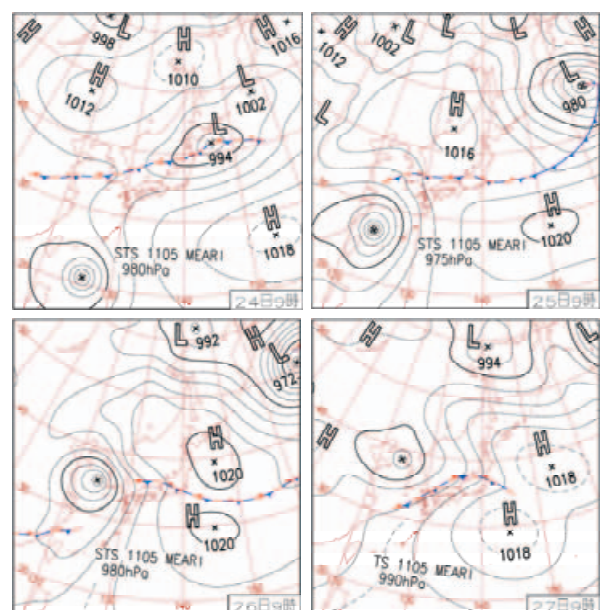 L
998
H
1010
H
1016
H
1012
L
1002
L
994
H
1018
STS 1105 MEARI
980hPa
24日9時
H
1012
L
1002
L
H
L
980
L
H
1016
H
1020
STS 1105 MEARI
975hPa
25日9時
L
992
H
L
972
H
1020
H
1020
STS 1105 MEARI
980hPa
26日9時
H
L
994
L
H
H
1018
H
1018
TS 1105 MEARI
990hPa
27日9時